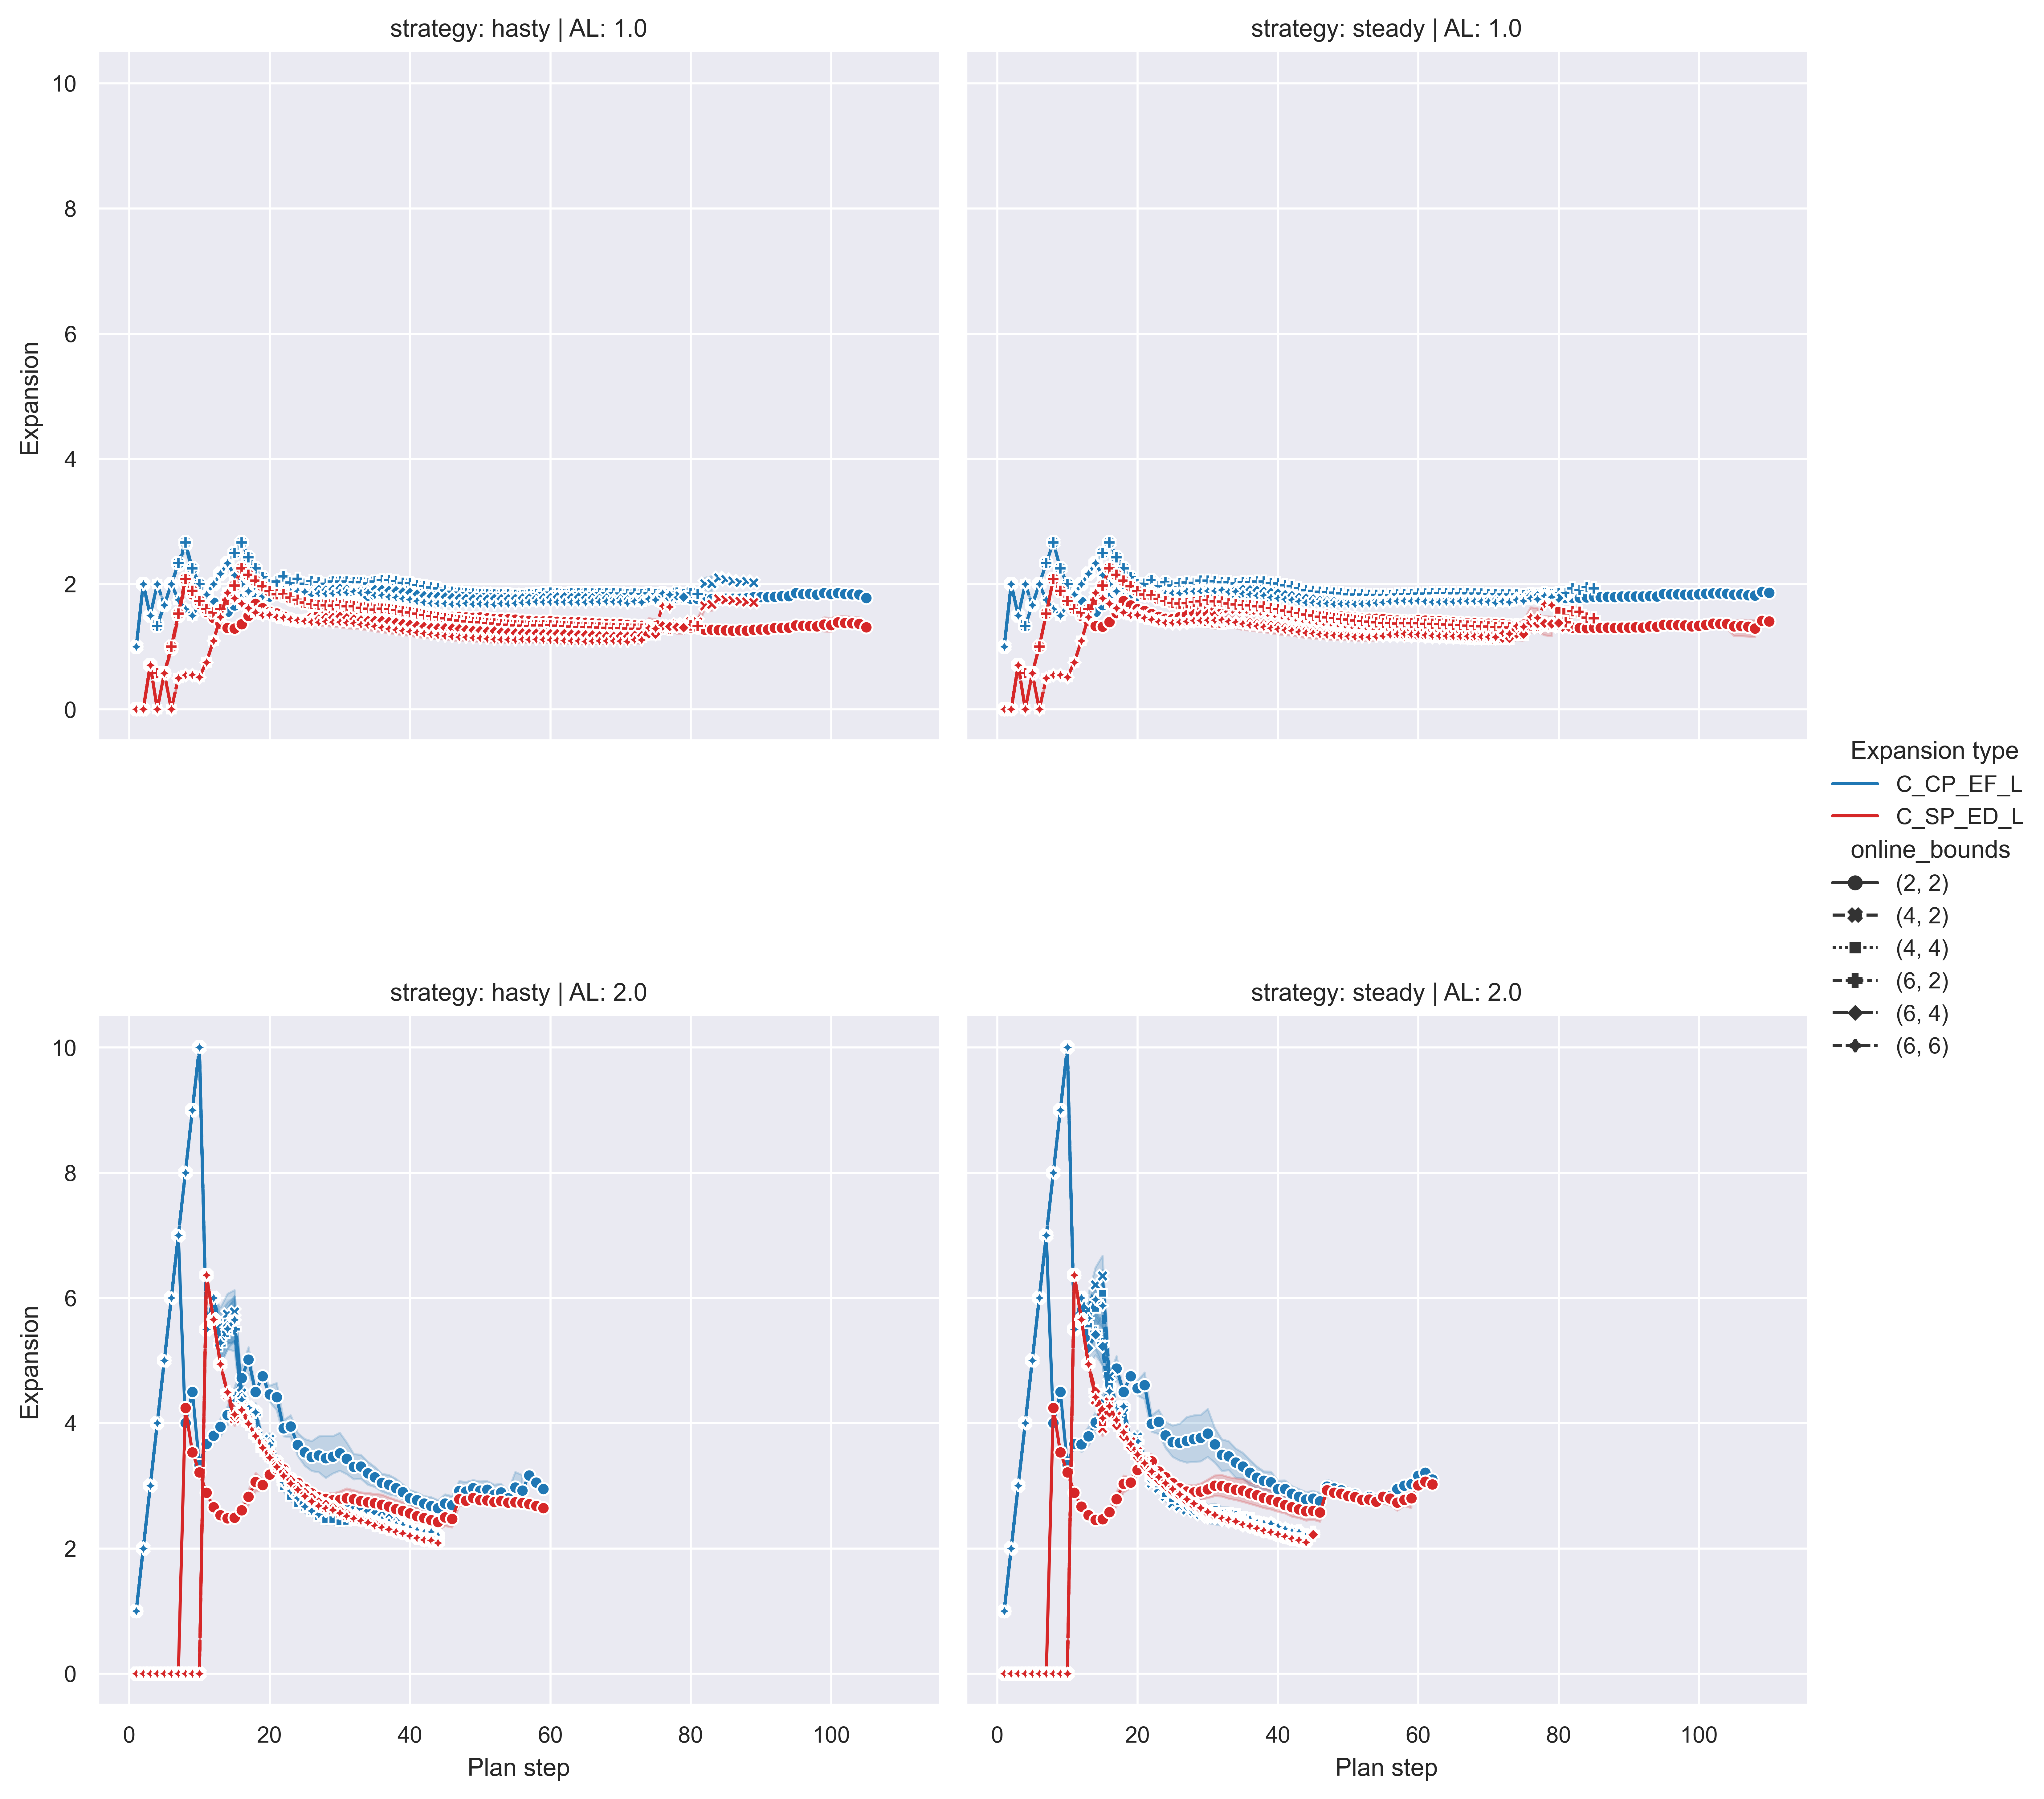 strategy: hasty | AL: 1.0
strategy: steady | AL: 1.0
10
8
6
4
2
0
Expansion
Expansion type
C_CP_EF_L
C_SP_ED_L
online_bounds
(2, 2)
(4, 2)
(4, 4)
(6, 2)
(6, 4)
(6, 6)
strategy: hasty | AL: 2.0
strategy: steady | AL: 2.0
10
8
6
4
2
0
Expansion
0 20 40 60 80 100
0 20 40 60 80 100
Plan step
Plan step